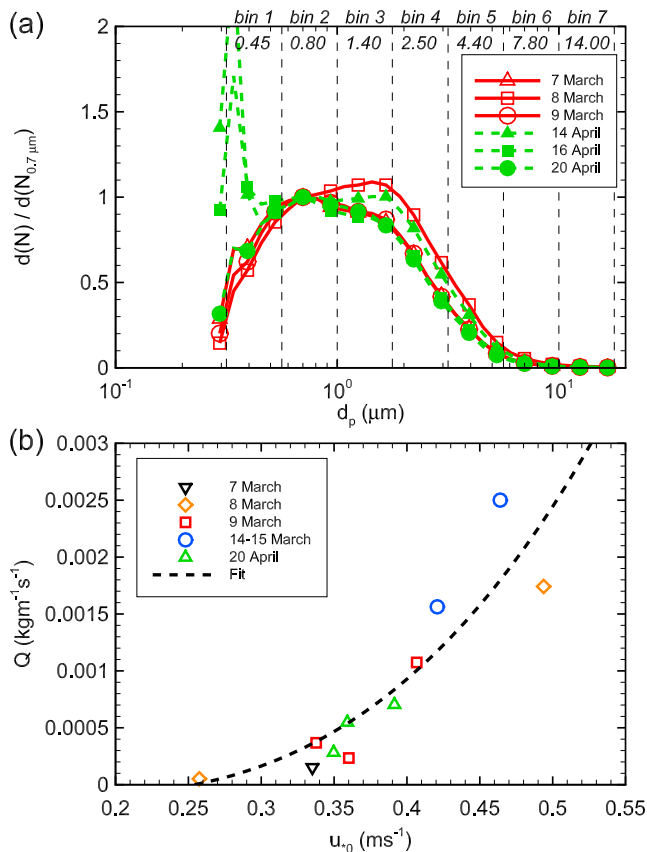 (a)
bin 1 bin 2 bin 3 bin 4 bin 5 bin 6 bin 7
0.45 0.80 1.40 2.50 4.40 7.80 14.00
2
1.5
1
0.5
0
d(N) / d(N0.7 μm)
7 March
8 March
9 March
14 April
16 April
20 April
10-1 100 101
dp (μm)
(b)
0.003
0.0025
0.002
0.0015
0.001
0.0005
0
Q (kgm-1s-1)
7 March
8 March
9 March
14-15 March
20 April
Fit
0.2 0.25 0.3 0.35 0.4 0.45 0.5 0.55
u*0 (ms-1)